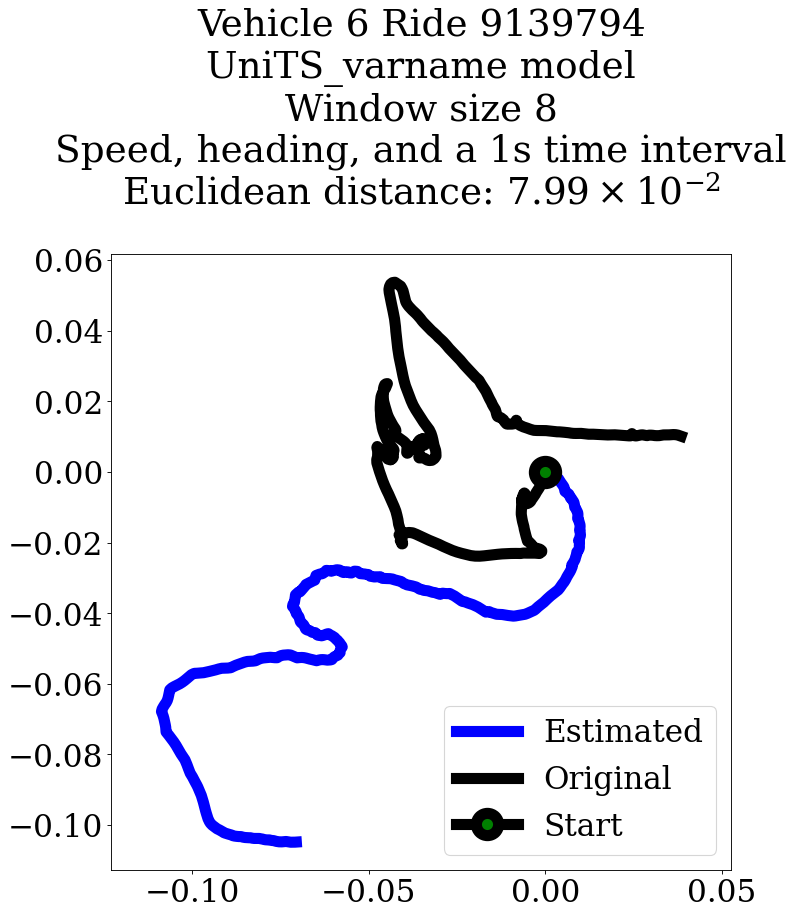 Vehicle 6 Ride 9139794
UniTS_varname model
Window size 8
Speed, heading, and a 1s time interval
Euclidean distance: 7.99 × 10⁻²
0.06
0.04
0.02
0.00
−0.02
−0.04
−0.06
−0.08
−0.10
Estimated
Original
Start
−0.10
−0.05
0.00
0.05